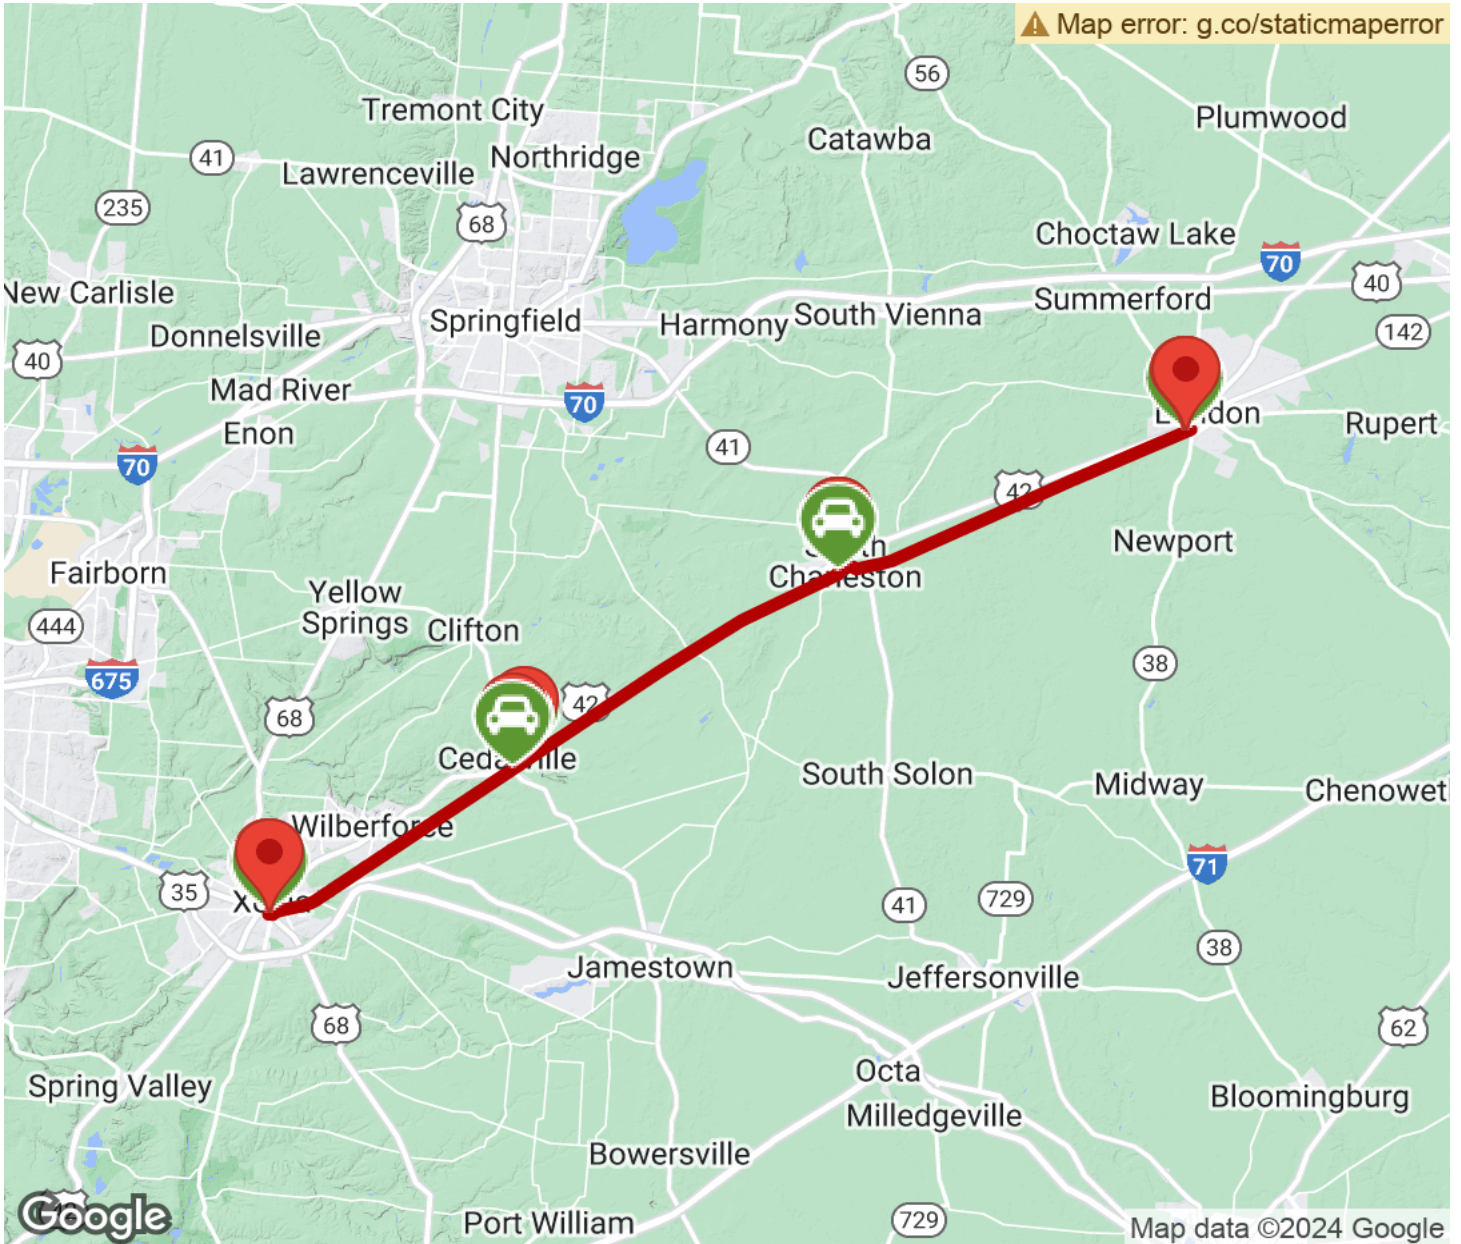 Map error: g.co/staticmaperror
56
Tremont City
Plumwood
Catawba
41
Northridge
Lawrenceville
235
68
Choctaw Lake
70
40
New Carlisle
Summerford
South Vienna
Springfield
Harmony
Donnelsville
142
40
Mad River
70
Rupert
Enon
41
70
42
Newport
Charleston
Fairborn
Yellow
Springs
Clifton
444
38
675
42
68
South Solon
Midway
Wilberforce
71
35
41
729
38
Jamestown
Jeffersonville
68
62
Octa
Spring Valley
Bloomingburg
Milledgeville
Bowersville
Google
Port William
729
Map data ©2024 Google